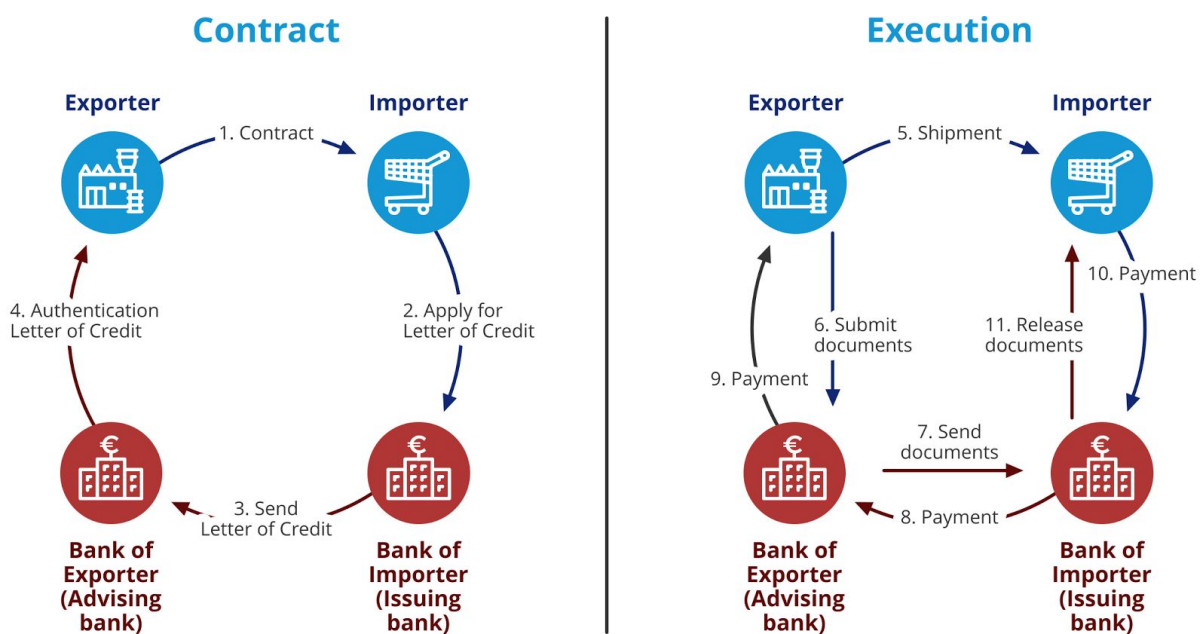 Contract
Exporter
Importer
1. Contract
2. Apply for
Letter of Credit
3. Send
Letter of Credit
4. Authentication
Letter of Credit
€
€
Bank of
Exporter
(Advising
bank)
Bank of
Importer
(Issuing
bank)
Execution
Exporter
Importer
5. Shipment
10. Payment
6. Submit
documents
11. Release
documents
9. Payment
7. Send
documents
8. Payment
€
€
Bank of
Exporter
(Advising
bank)
Bank of
Importer
(Issuing
bank)